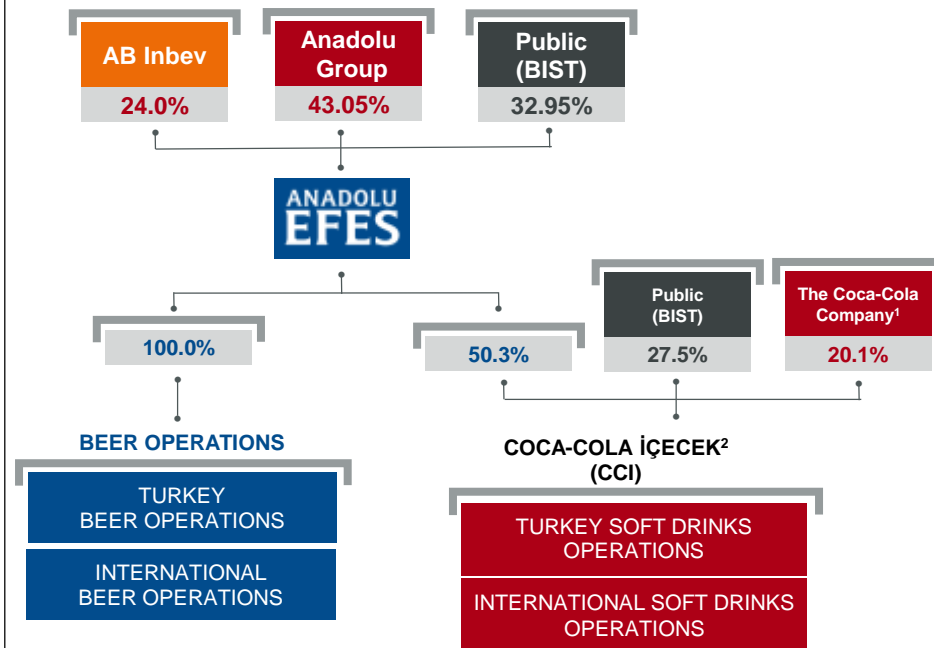 AB Inbev
24.0%
Anadolu
Group
43.05%
Public
(BIST)
32.95%
ANADOLU
EFES
100.0%
50.3%
Public
(BIST)
27.5%
The Coca-Cola
Company¹
20.1%
BEER OPERATIONS
TURKEY
BEER OPERATIONS
INTERNATIONAL
BEER OPERATIONS
COCA-COLA İÇECEK²
(CCI)
TURKEY SOFT DRINKS
OPERATIONS
INTERNATIONAL SOFT DRINKS
OPERATIONS